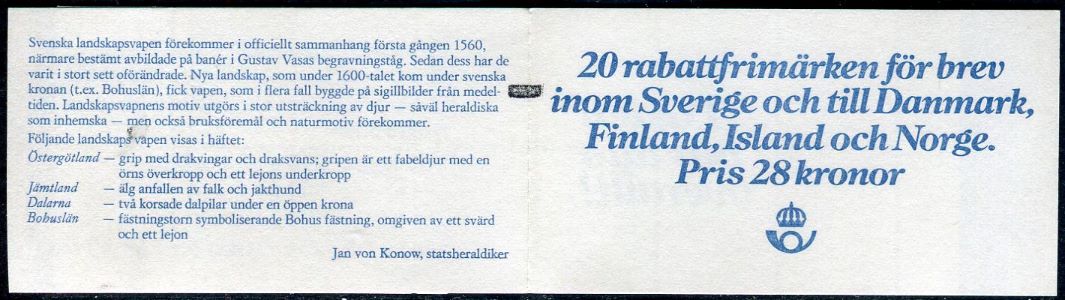 Svenska landskapsvapen förekommer i officiellt sammanhang första gången 1560,
närmare bestämt avbildade på banér i Gustav Vasas begravningståg. Sedan dess har de
varit i stort sett oförändrade. Nya landskap, som under 1600-talet kom under svenska
kronan (t.ex. Bohuslän), fick vapen, som i flera fall byggde på sigillbilder från medel-
tiden. Landskapsvapnens motiv utgörs i stor utsträckning av djur — såväl heraldiska
som inhemska — men också bruksföremål och naturmotiv förekommer.
Följande landskapsvapen visas i häftet:
Östergötland — grip med drakvingar och draksvans; gripen är ett fabeldjur med en
örns överkropp och ett lejons underkropp
Jämtland — älg anfallen av falk och jakthund
Dalarna — två korsade dalpilar under en öppen krona
Bohuslän — fästningstorn symboliserande Bohus fästning, omgiven av ett svärd
och ett lejon
Jan von Konow, statsheraldiker
20 rabattfrimärken för brev
inom Sverige och till Danmark,
Finland, Island och Norge.
Pris 28 kronor